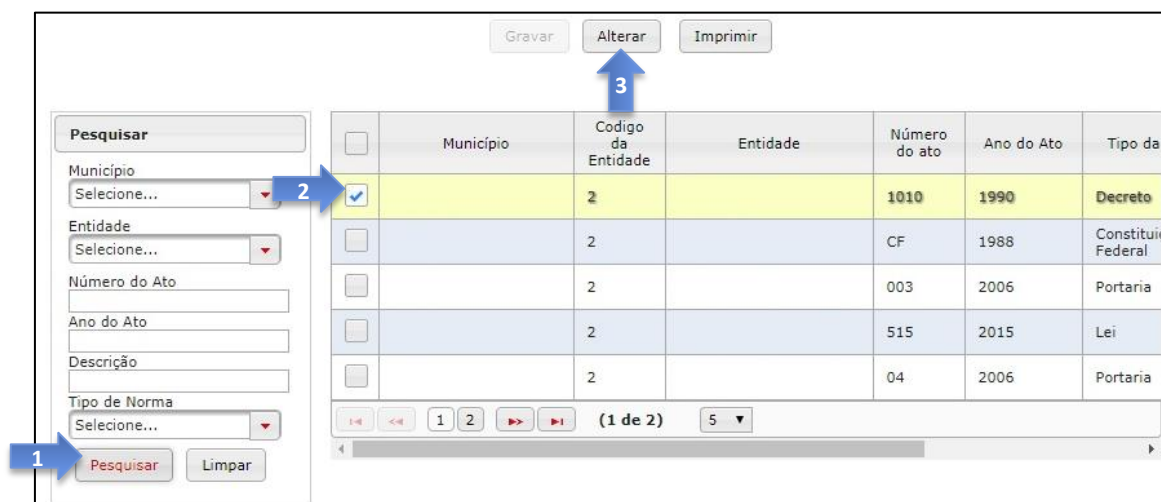 Gravar Alterar Imprimir
3
Pesquisar
Município
Selecione...
Entidade
Selecione...
Número do Ato
Ano do Ato
Descrição
Tipo de Norma
Selecione...
1 Pesquisar Limpar
2
Município Codigo da Entidade Entidade Número do ato Ano do Ato Tipo da
2 1010 1990 Decreto
2 CF 1988 Constitui Federal
2 003 2006 Portaria
2 515 2015 Lei
2 04 2006 Portaria
1 2 (1 de 2) 5